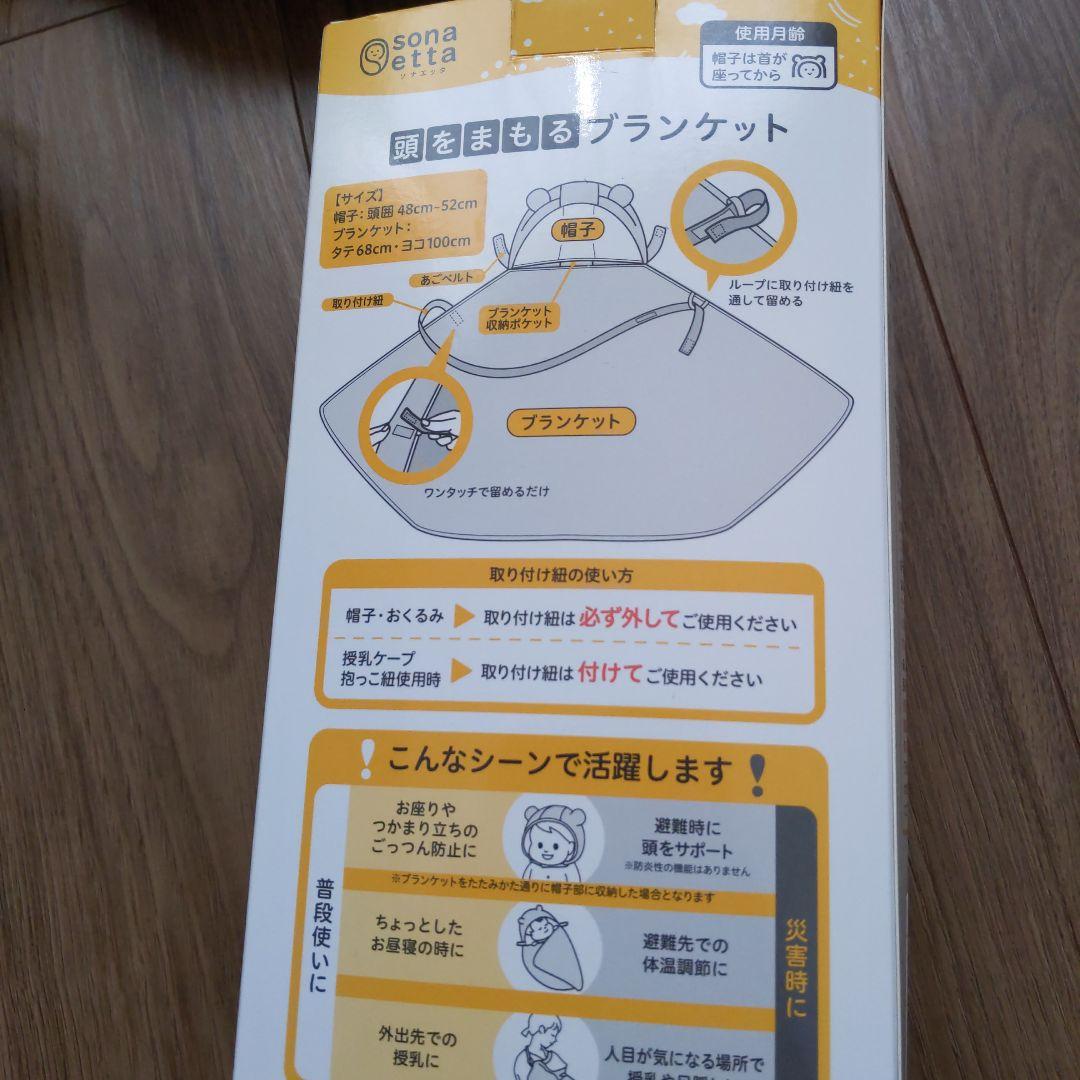 sona
etta
ソナエッタ
使用月齢
帽子は首が
座ってから
頭をまもるブランケット
【サイズ】
帽子：頭囲 48cm~52cm
ブランケット：
タテ68cm・ヨコ100cm
帽子
あごベルト
取り付け紐
ブランケット
収納ポケット
ループに取り付け紐を
通して留める
ブランケット
ワンタッチで留めるだけ
取り付け紐の使い方
帽子・おくるみ ▶ 取り付け紐は必ず外してご使用ください
授乳ケープ
抱っこ紐使用時 ▶ 取り付け紐は付けてご使用ください
！こんなシーンで活躍します！
普段使いに
お座りや
つかまり立ちの
ごっつん防止に
避難時に
頭をサポート
※防炎性の機能はありません
※ブランケットをたたみかた通りに帽子部に収納した場合となります
ちょっとした
お昼寝の時に
避難先での
体温調節に
災害時に
外出先での
授乳に
人目が気になる場所で